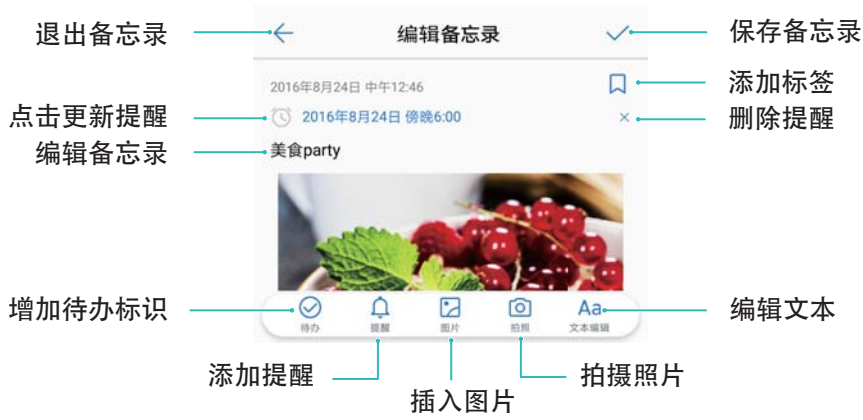 退出备忘录
编辑备忘录
保存备忘录
2016年8月24日 中午12:46
添加标签
点击更新提醒
2016年8月24日 傍晚6:00
删除提醒
编辑备忘录
美食party
增加待办标识
待办
提醒
图片
拍照
Aa
文本编辑
编辑文本
添加提醒
插入图片
拍摄照片